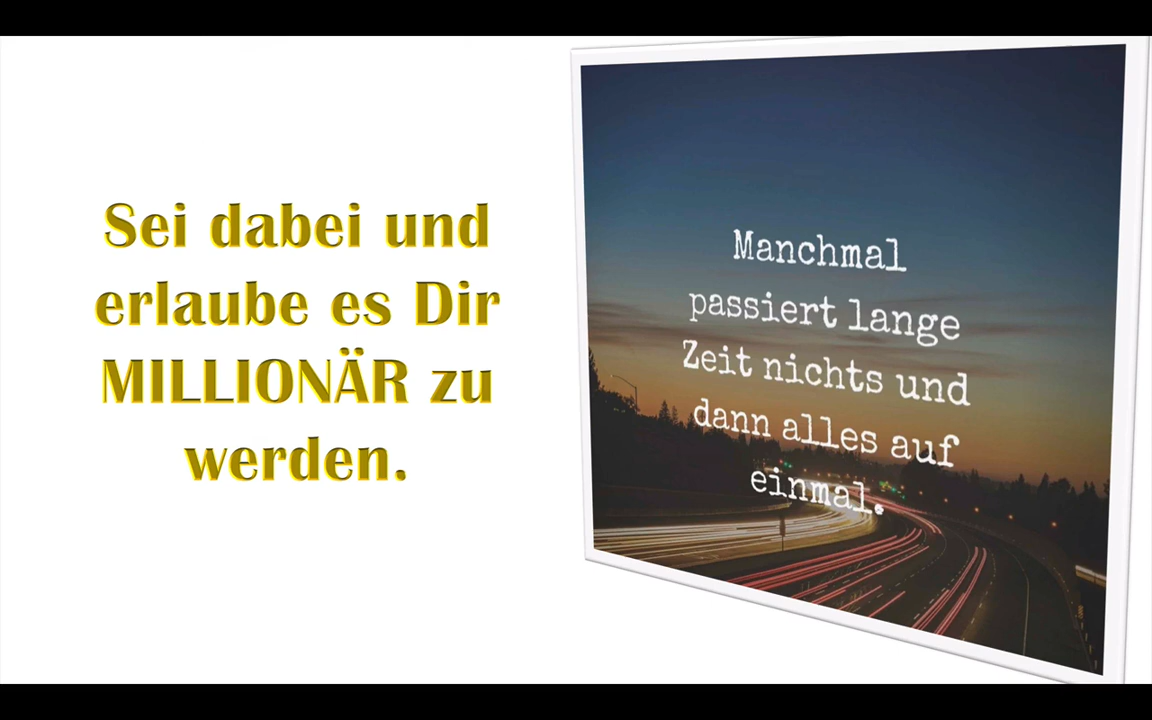 Sei dabei und
erlaube es Dir
MILLIONÄR zu
werden.
Manchmal
passiert lange
Zeit nichts und
dann alles auf
einmal.